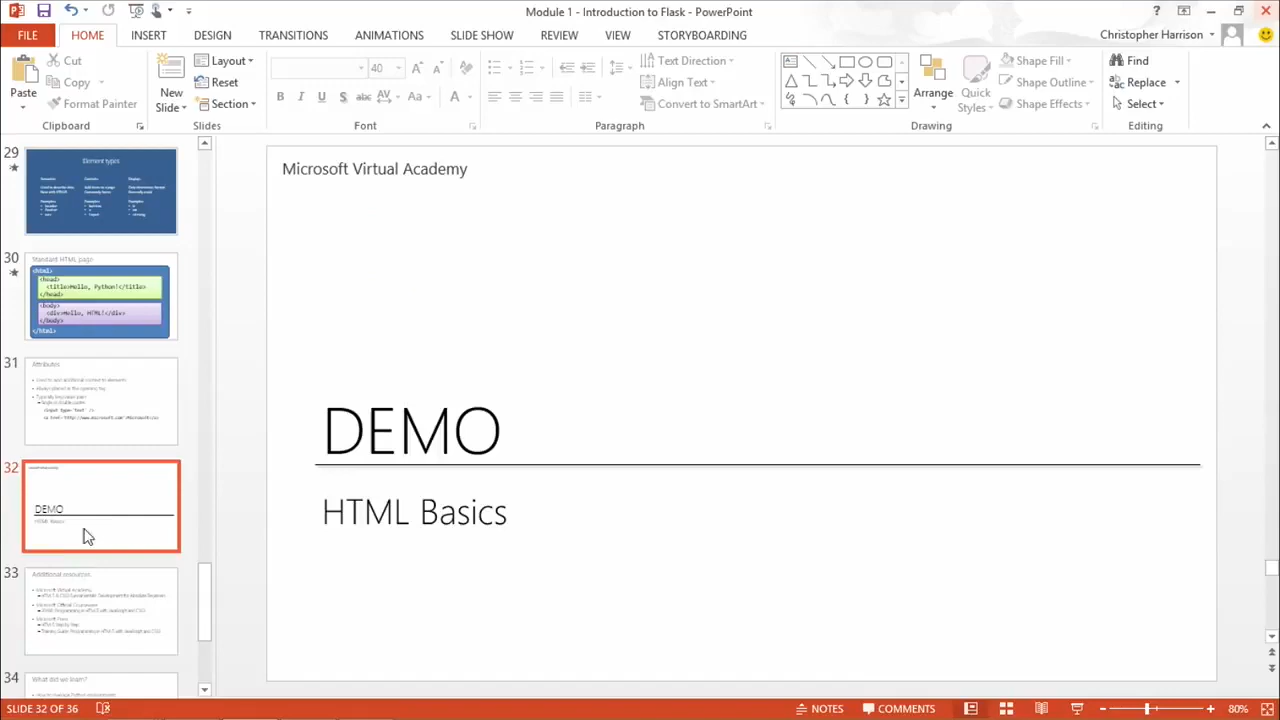 Module 1 - Introduction to Flask - PowerPoint
FILE HOME INSERT DESIGN TRANSITIONS ANIMATIONS SLIDE SHOW REVIEW VIEW STORYBOARDING Christopher Harrison
Cut
Copy
Format Painter
Paste
Clipboard
New Slide
Layout
Reset
Section
Slides
40
Font
Text Direction
Align Text
Convert to SmartArt
Paragraph
Arrange
Quick Styles
Shape Fill
Shape Outline
Shape Effects
Drawing
Find
Replace
Select
Editing
29
Element types
30
Standard HTML page
<html>
<head>
<title>Hello, Python!</title>
</head>
<body>
<div>Hello, HTML!</div>
</body>
</html>
31
Attributes
32
DEMO
HTML Basics
33
Additional resources
34
What did we learn?
Microsoft Virtual Academy
DEMO
HTML Basics
SLIDE 32 OF 36 NOTES COMMENTS 80%